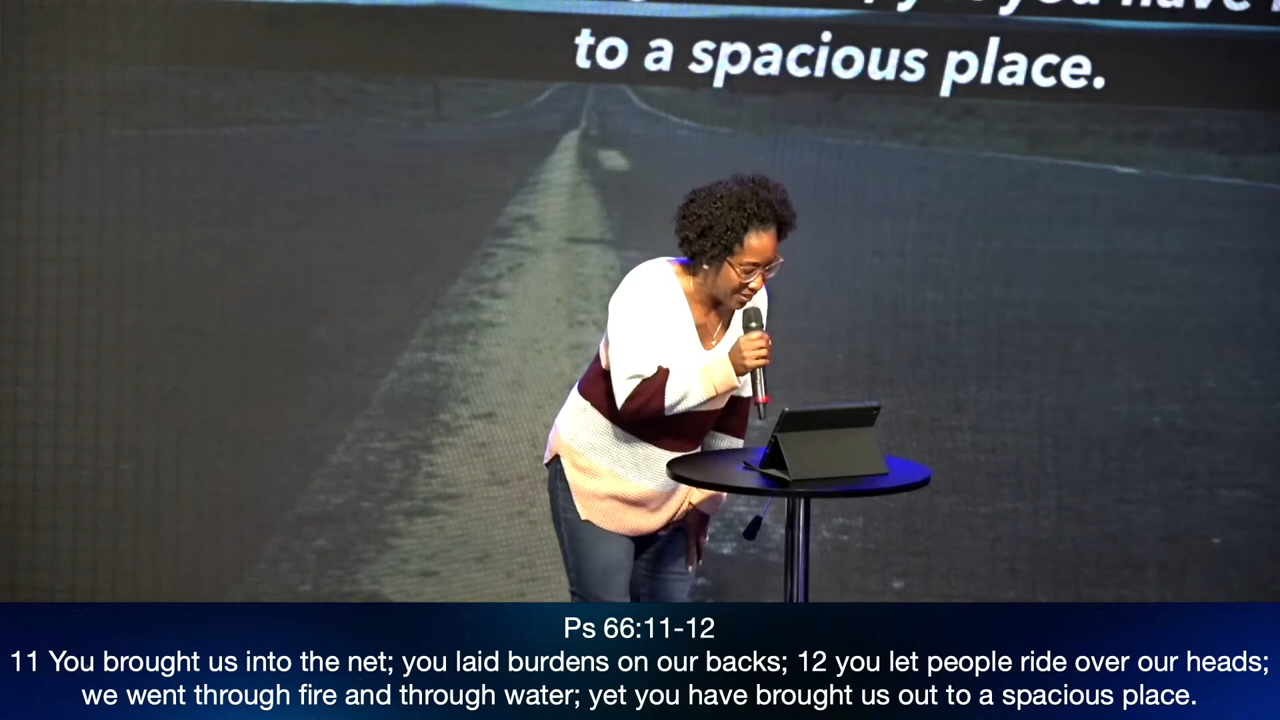 you have
to a spacious place.
Ps 66:11-12
11 You brought us into the net; you laid burdens on our backs; 12 you let people ride over our heads;
we went through fire and through water; yet you have brought us out to a spacious place.